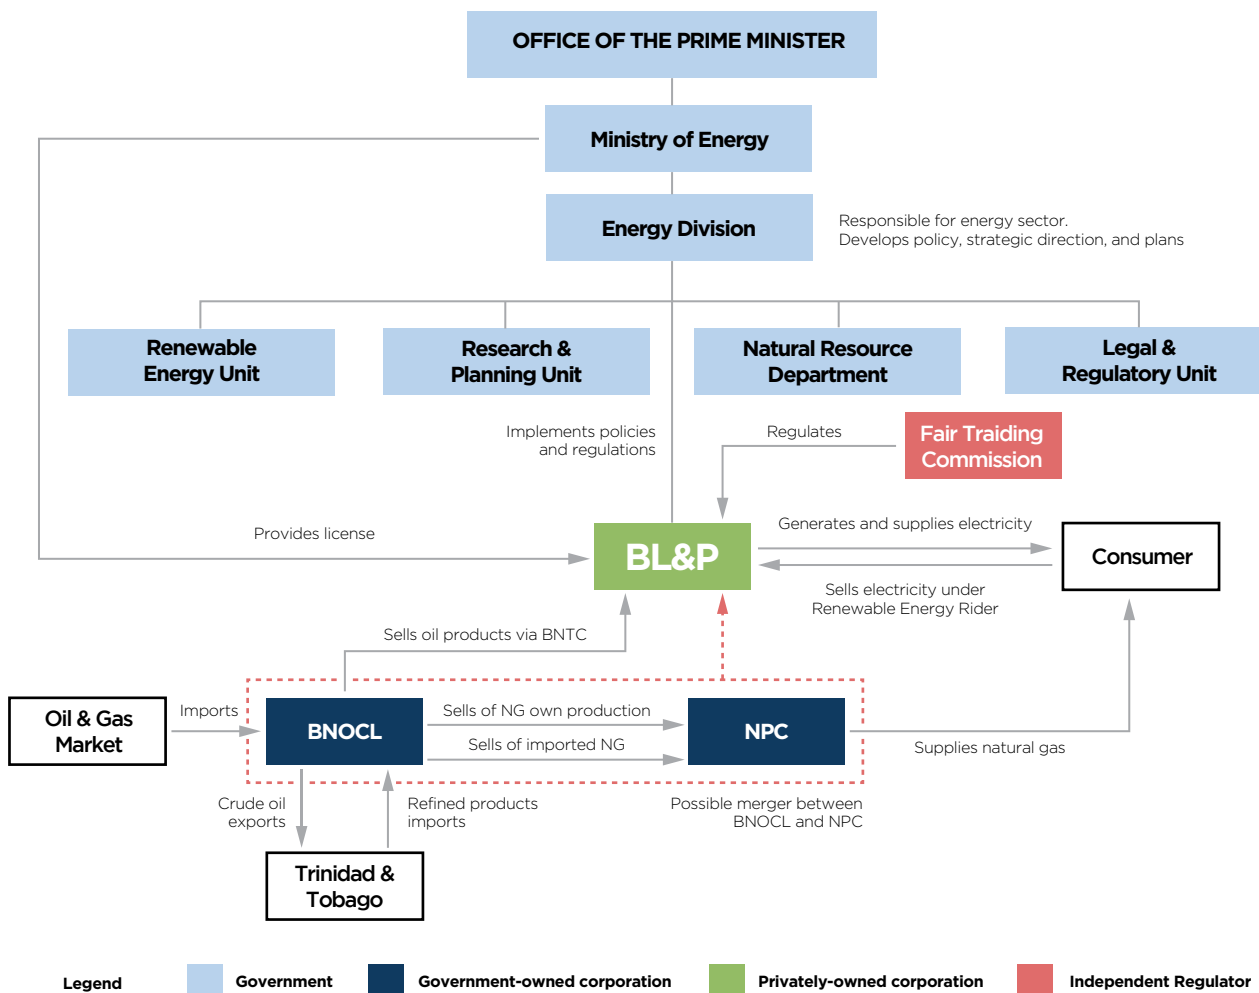 OFFICE OF THE PRIME MINISTER
Ministry of Energy
Energy Division
Responsible for energy sector.
Develops policy, strategic direction, and plans
Renewable
Energy Unit
Research &
Planning Unit
Natural Resource
Department
Legal &
Regulatory Unit
Implements policies
and regulations
Regulates
Fair Traiding
Commission
Provides license
BL&P
Generates and supplies electricity
Sells electricity under
Renewable Energy Rider
Consumer
Sells oil products via BNTC
Oil & Gas
Market
Imports
BNOCL
Sells of NG own production
Sells of imported NG
NPC
Supplies natural gas
Crude oil
exports
Refined products
imports
Possible merger between
BNOCL and NPC
Trinidad &
Tobago
Legend
Government
Government-owned corporation
Privately-owned corporation
Independent Regulator